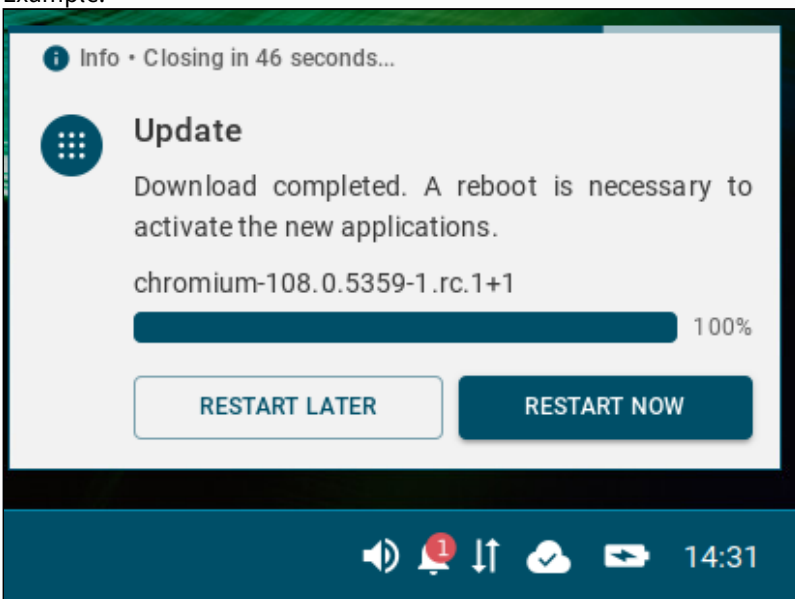 Example:
Info • Closing in 46 seconds...
Update
Download completed. A reboot is necessary to
activate the new applications.
chromium-108.0.5359-1.rc.1+1
100%
RESTART LATER
RESTART NOW
1
14:31